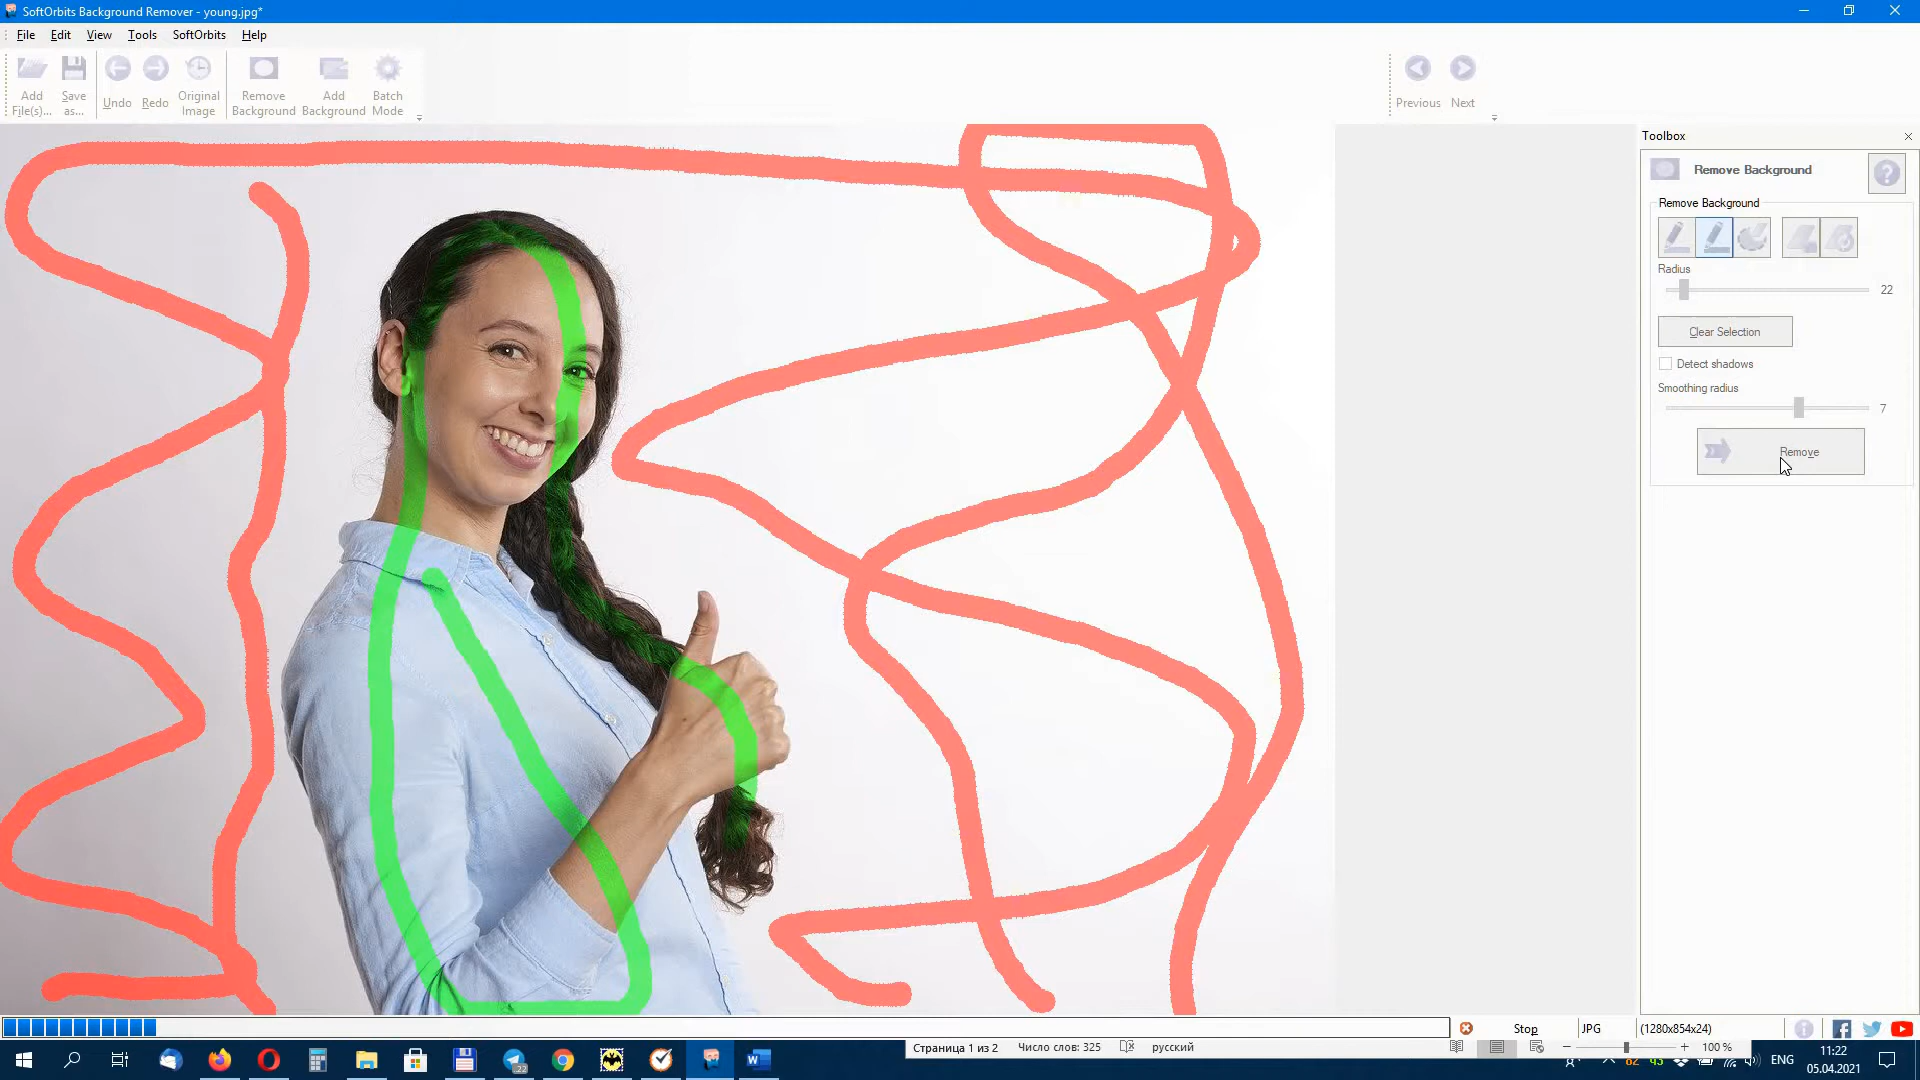 SoftOrbits Background Remover - young.jpg*
File Edit View Tools SoftOrbits Help
Add File(s)...
Save as...
Undo
Redo
Original Image
Remove Background
Add Background
Batch Mode
Previous
Next
Toolbox
Remove Background
Remove Background
Radius
22
Clear Selection
Detect shadows
Smoothing radius
7
Remove
Stop
JPG
(1280x854x24)
Страница 1 из 2
Число слов: 325
русский
100 %
22
62
43
ENG
11:22
05.04.2021